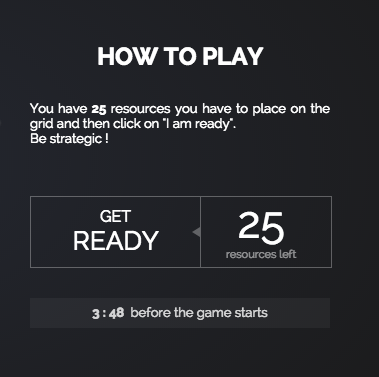 HOW TO PLAY
You have 25 resources you have to place on the
grid and then click on "I am ready".
Be strategic !
GET
READY
25
resources left
3 : 48 before the game starts